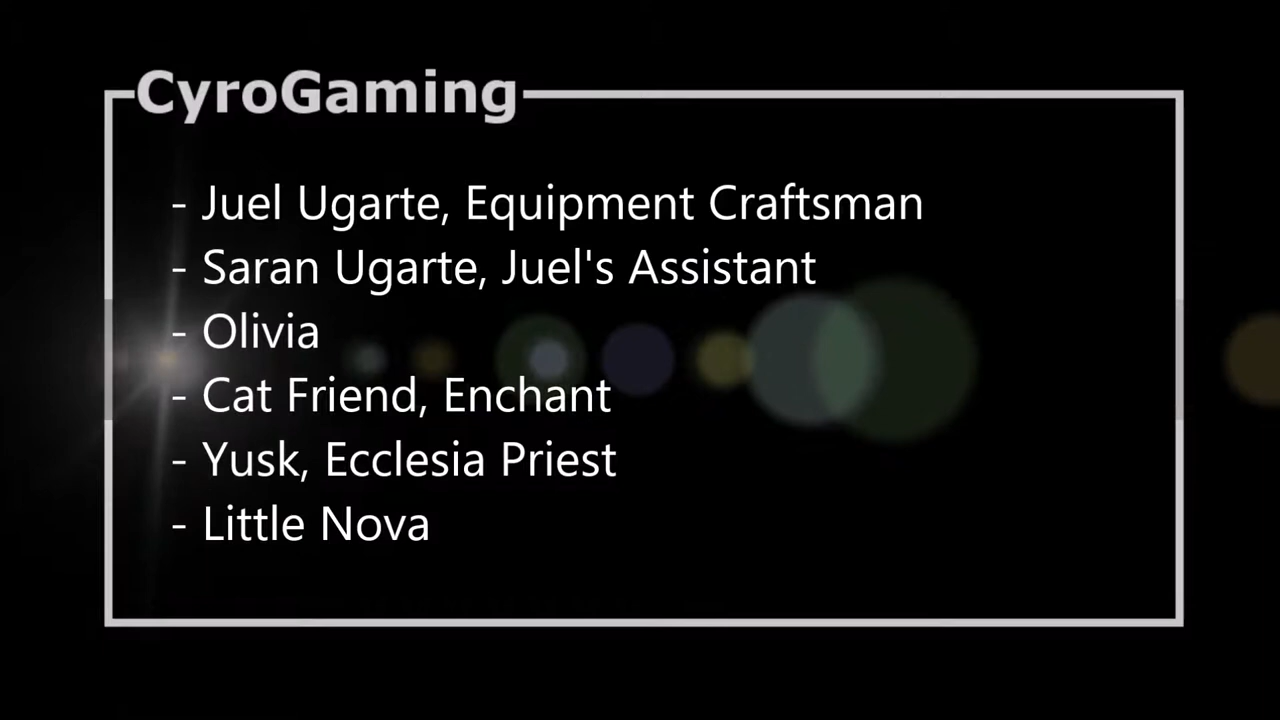 CyroGaming
- Juel Ugarte, Equipment Craftsman
- Saran Ugarte, Juel's Assistant
- Olivia
- Cat Friend, Enchant
- Yusk, Ecclesia Priest
- Little Nova